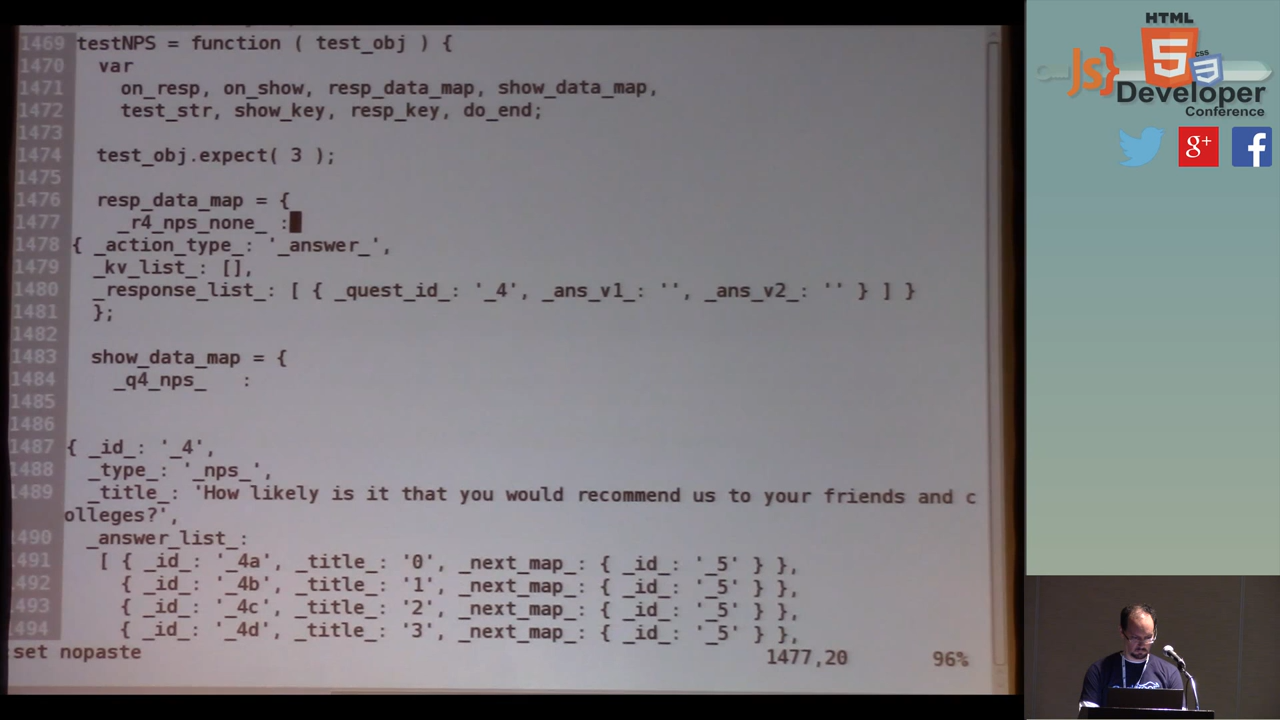 1469 testNPS = function ( test_obj ) {
1470 var
1471 on_resp, on_show, resp_data_map, show_data_map,
1472 test_str, show_key, resp_key, do_end;
1473
1474 test_obj.expect( 3 );
1475
1476 resp_data_map = {
1477 _r4_nps_none_ :
1478 { _action_type_: '_answer_',
1479 _kv_list_: [],
1480 _response_list_: [ { _quest_id_: '_4', _ans_v1_: '', _ans_v2_: '' } ] }
1481 };
1482
1483 show_data_map = {
1484 _q4_nps_ :
1485
1486
1487 { _id_: '_4',
1488 _type_: '_nps_',
1489 _title_: 'How likely is it that you would recommend us to your friends and c
olleges?',
1490 _answer_list_:
1491 [ { _id_: '_4a', _title_: '0', _next_map_: { _id_: '_5' } },
1492 { _id_: '_4b', _title_: '1', _next_map_: { _id_: '_5' } },
1493 { _id_: '_4c', _title_: '2', _next_map_: { _id_: '_5' } },
1494 { _id_: '_4d', _title_: '3', _next_map_: { _id_: '_5' } },
:set nopaste 1477,20 96%
HTML
5
JS}
CSS
3
Developer
Conference
g+
f